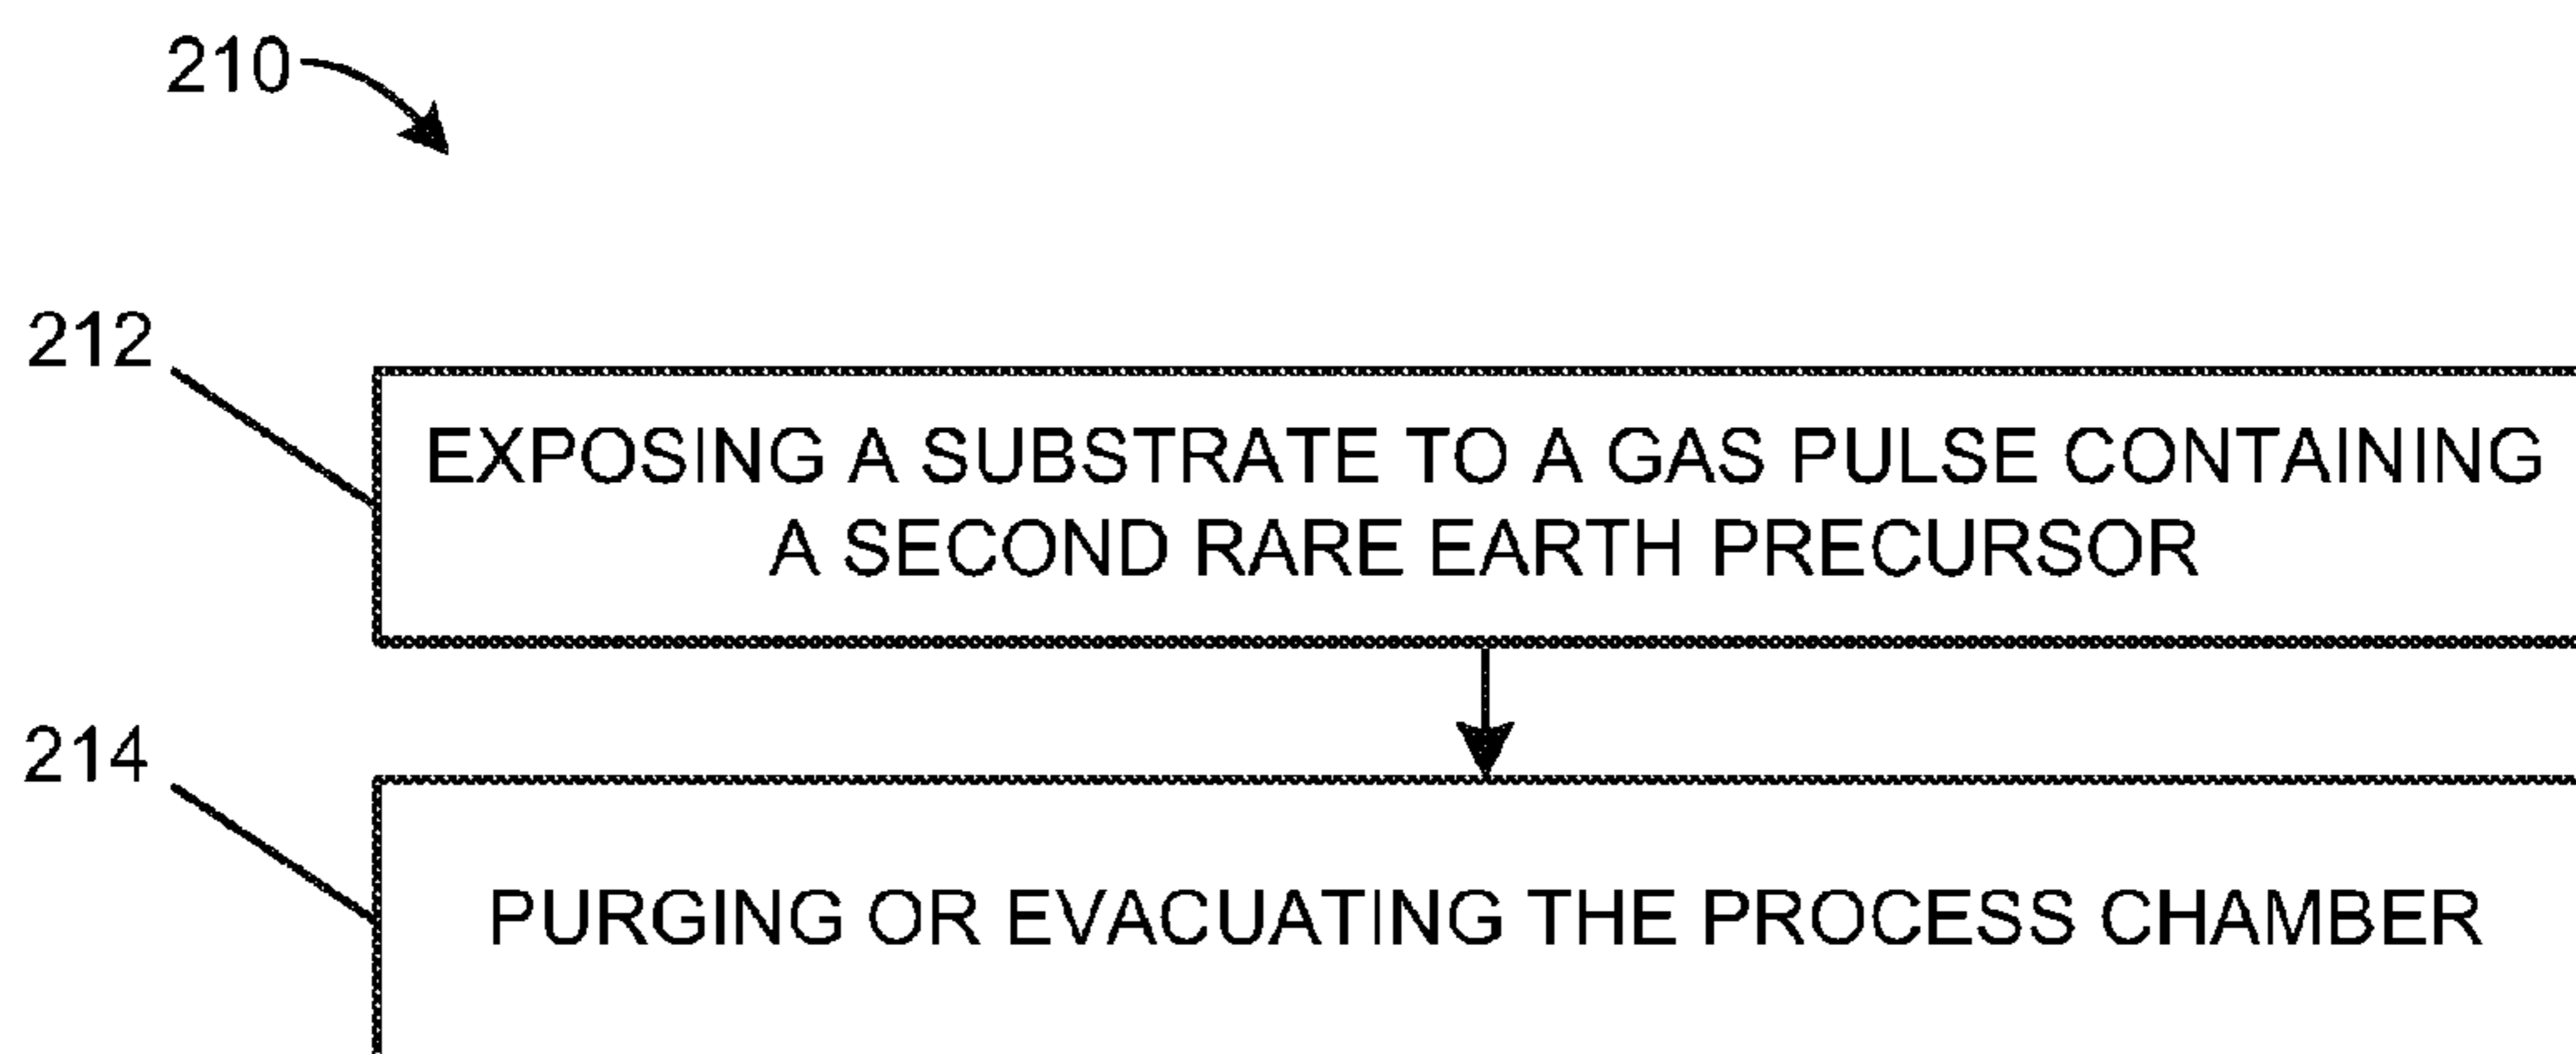 210
212
EXPOSING A SUBSTRATE TO A GAS PULSE CONTAINING
A SECOND RARE EARTH PRECURSOR
214
PURGING OR EVACUATING THE PROCESS CHAMBER